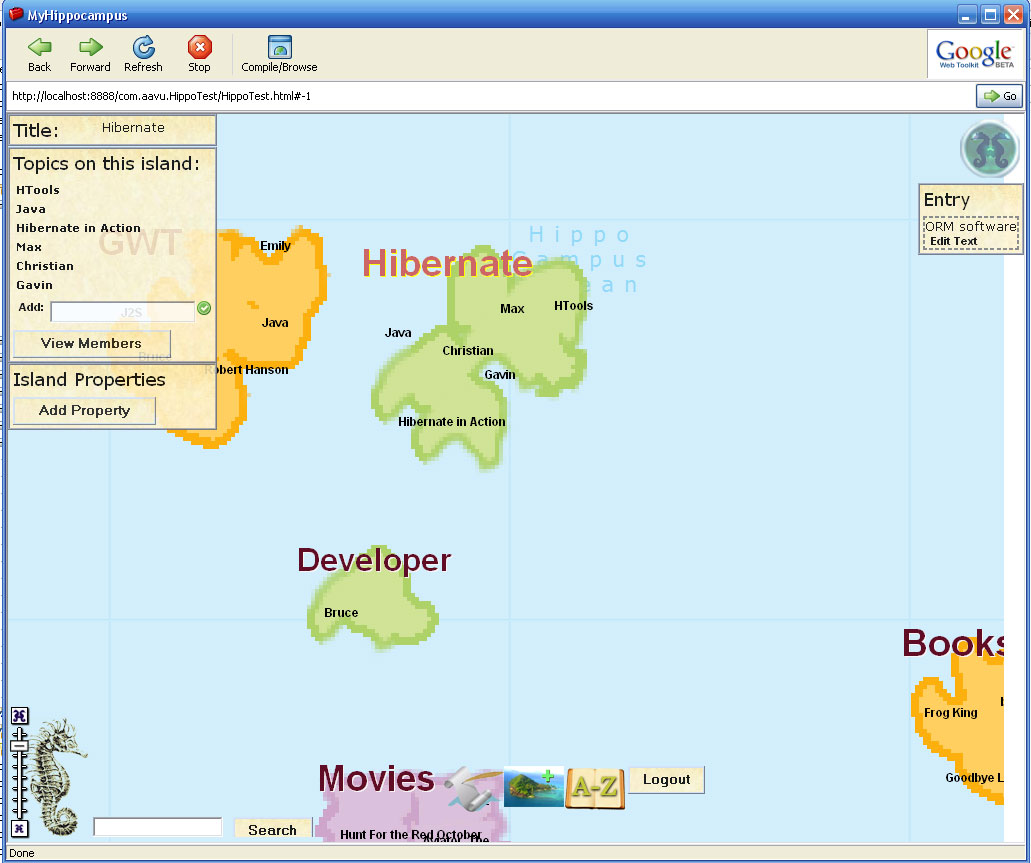 MyHippocampus
Back Forward Refresh Stop Compile/Browse
Google
Web Toolkit BETA
http://localhost:8888/com.aavu.HippoTest/HippoTest.html#-1
Go
Title: Hibernate
Topics on this island:
HTools
Java
Hibernate in Action
Max
Christian
Gavin
Add: J2S
View Members
Island Properties
Add Property
GWT
Emily
Java
Bruce
Robert Hanson
Hippo
Campus
Hibernate
Max
HTools
Java
Christian
Gavin
Hibernate in Action
Entry
ORM software
Edit Text
Developer
Bruce
Books
Frog King
Goodbye L
Movies
Hunt For the Red October
Aviator, The
A-Z
Logout
Search
Done